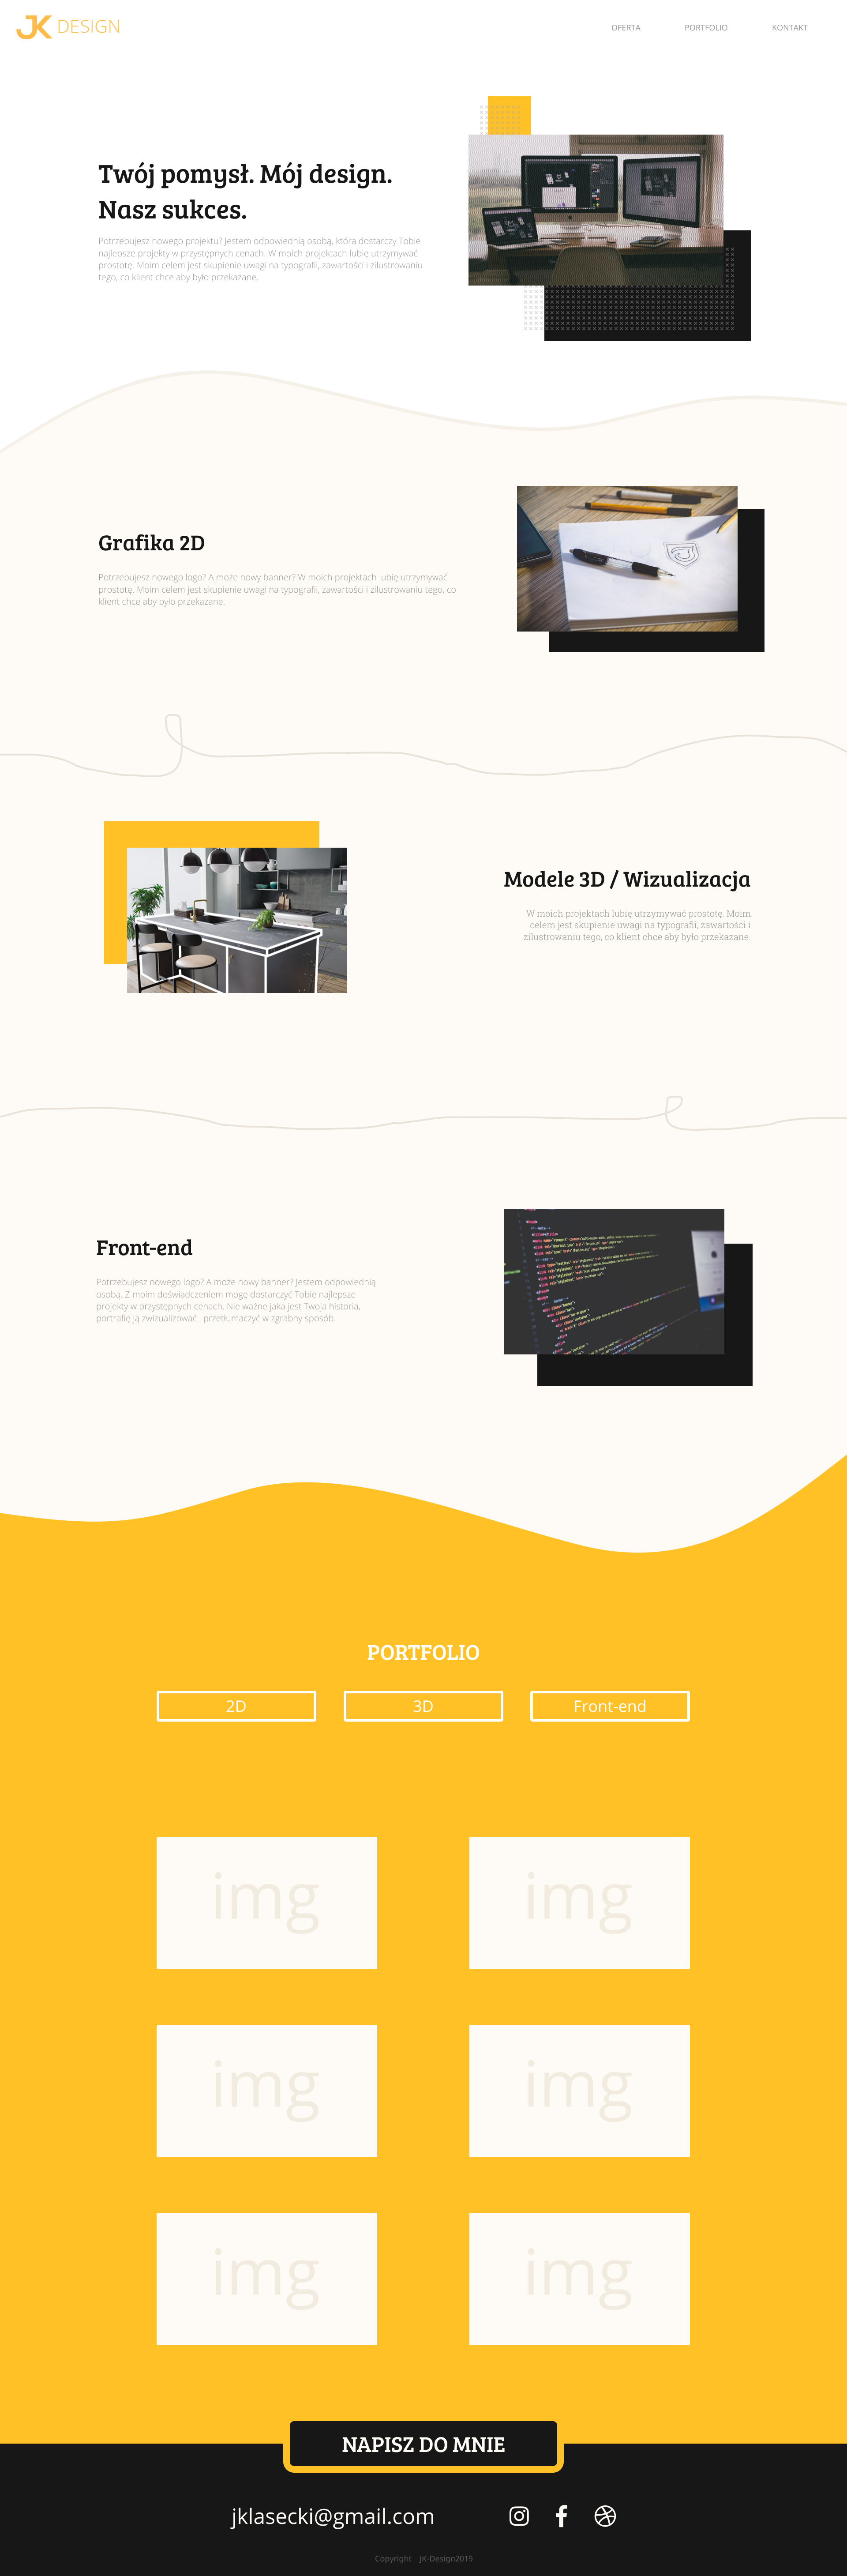 JK DESIGN
OFERTA PORTFOLIO KONTAKT
Twój pomysł. Mój design.
Nasz sukces.
Potrzebujesz nowego projektu? Jestem odpowiednią osobą, która dostarczy Tobie
najlepsze projekty w przystępnych cenach. W moich projektach lubię utrzymywać
prostotę. Moim celem jest skupienie uwagi na typografii, zawartości i zilustrowaniu
tego, co klient chce aby było przekazane.
Grafika 2D
Potrzebujesz nowego logo? A może nowy banner? W moich projektach lubię utrzymywać
prostotę. Moim celem jest skupienie uwagi na typografii, zawartości i zilustrowaniu tego, co
klient chce aby było przekazane.
Modele 3D / Wizualizacja
W moich projektach lubię utrzymywać prostotę. Moim
celem jest skupienie uwagi na typografii, zawartości i
zilustrowaniu tego, co klient chce aby było przekazane.
Front-end
Potrzebujesz nowego logo? A może nowy banner? Jestem odpowiednią
osobą. Z moim doświadczeniem mogę dostarczyć Tobie najlepsze
projekty w przystępnych cenach. Nie ważne jaka jest Twoja historia,
portrafię ją zwizualizować i przetłumaczyć w zgrabny sposób.
PORTFOLIO
2D 3D Front-end
img img
img img
img img
NAPISZ DO MNIE
jklasecki@gmail.com
Copyright JK-Design2019